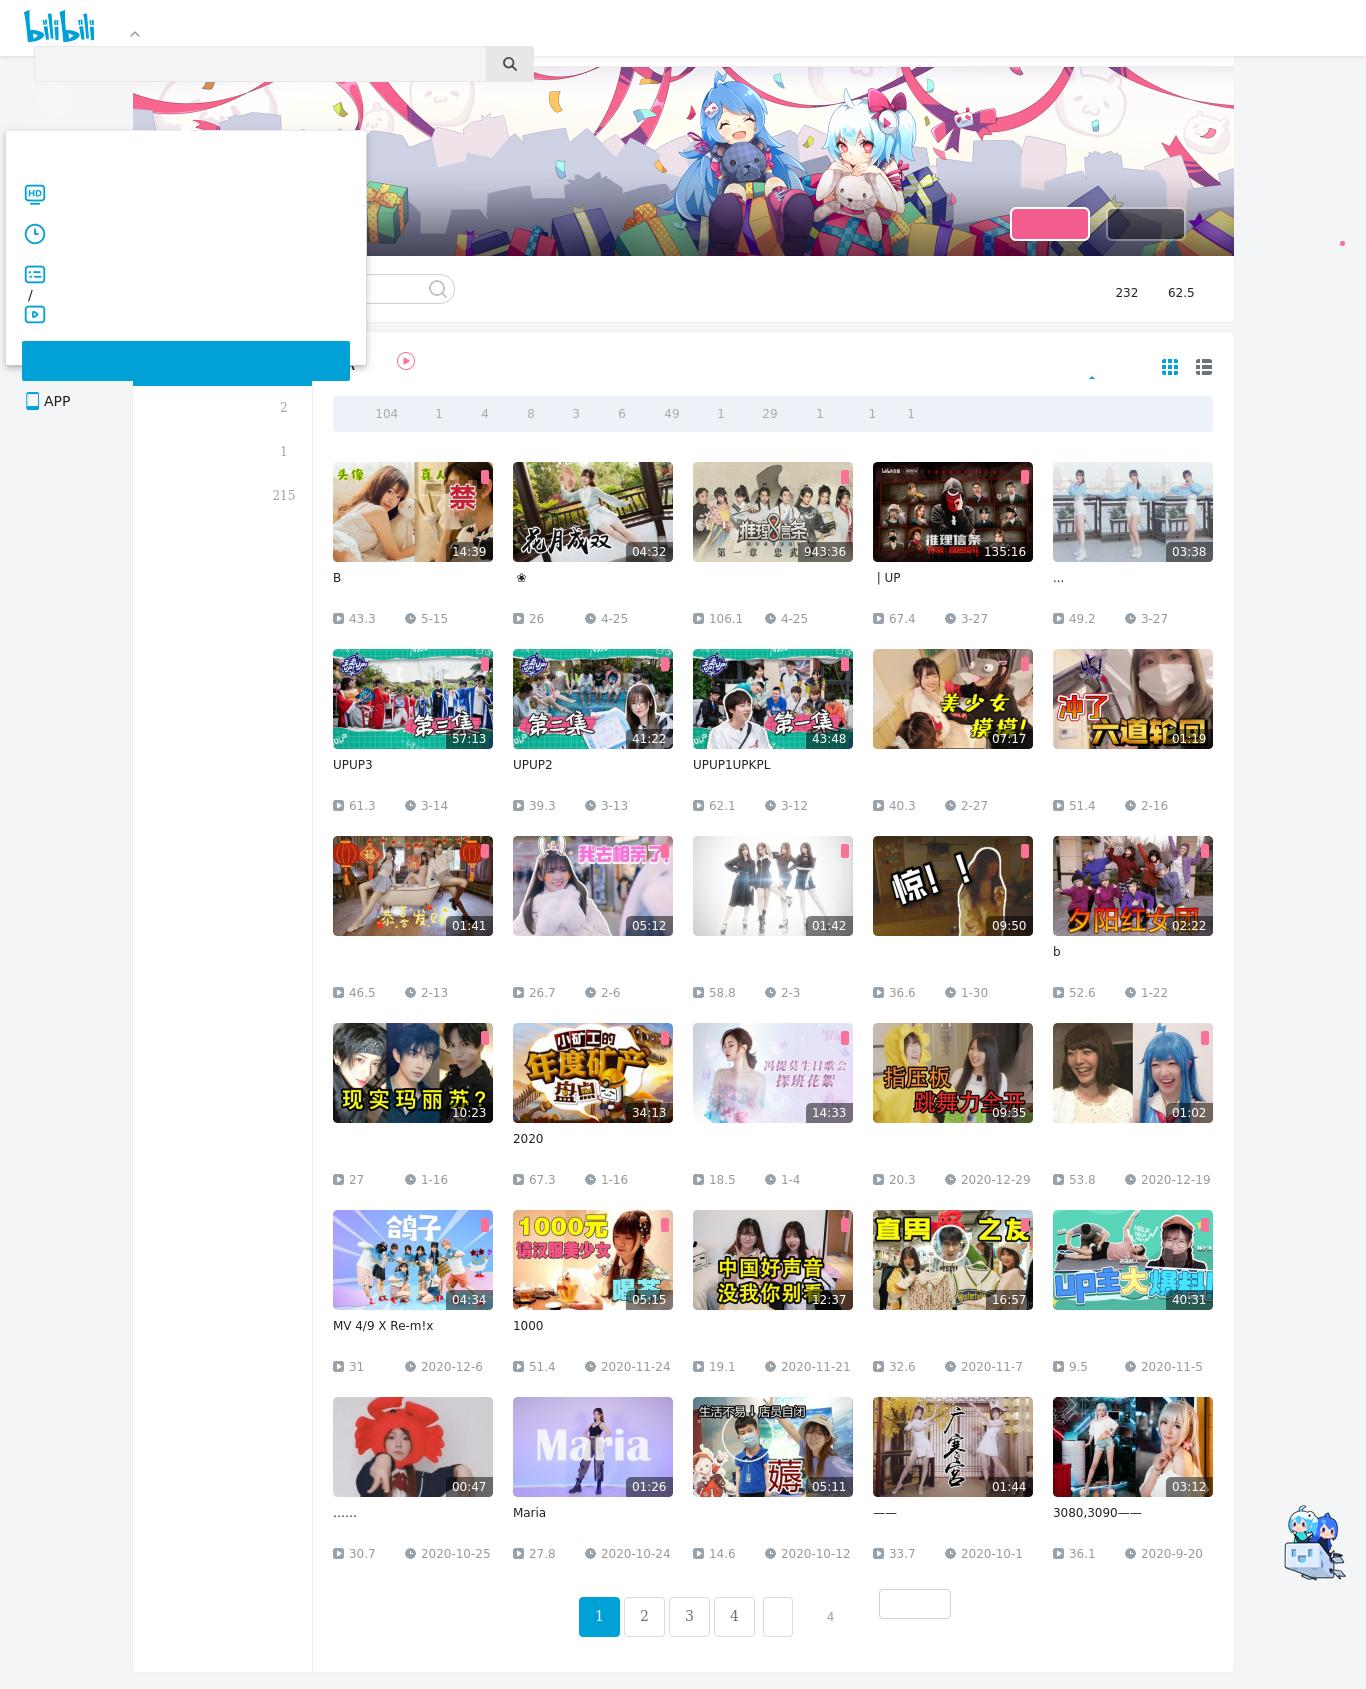 bilibili
HD
/
232 62.5
APP
2
1
215
104 1 4 8 3 6 49 1 29 1 1 1
头像 真人
禁
14:39
花月成双
04:32
推理信条
第一章
943:36
推理信条
135:16
03:38
B
❀
| UP
...
43.3 5-15
26 4-25
106.1 4-25
67.4 3-27
49.2 3-27
第三集
57:13
第二集
41:22
第一集
43:48
美少女
摸摸!
07:17
冲了
六道轮回
01:19
UPUP3
UPUP2
UPUP1UPKPL
61.3 3-14
39.3 3-13
62.1 3-12
40.3 2-27
51.4 2-16
恭喜发财
01:41
我去相亲了
05:12
01:42
惊!!
09:50
夕阳红女团
02:22
b
46.5 2-13
26.7 2-6
58.8 2-3
36.6 1-30
52.6 1-22
现实玛丽苏?
10:23
小矿工的
年度矿产
盘点
34:13
冯提莫生日歌会
探班花絮
14:33
指压板
跳舞力全开
09:35
01:02
2020
27 1-16
67.3 1-16
18.5 1-4
20.3 2020-12-29
53.8 2020-12-19
鸽子
04:34
1000元
请汉服美少女
喝茶
05:15
中国好声音
没我你别看
12:37
直男 之友
16:57
up主大爆料
40:31
MV 4/9 X Re-m!x
1000
31 2020-12-6
51.4 2020-11-24
19.1 2020-11-21
32.6 2020-11-7
9.5 2020-11-5
00:47
Maria
01:26
生活不易↓店员自闭
薅
05:11
广寒宫
01:44
03:12
......
Maria
——
3080,3090——
30.7 2020-10-25
27.8 2020-10-24
14.6 2020-10-12
33.7 2020-10-1
36.1 2020-9-20
1 2 3 4 4